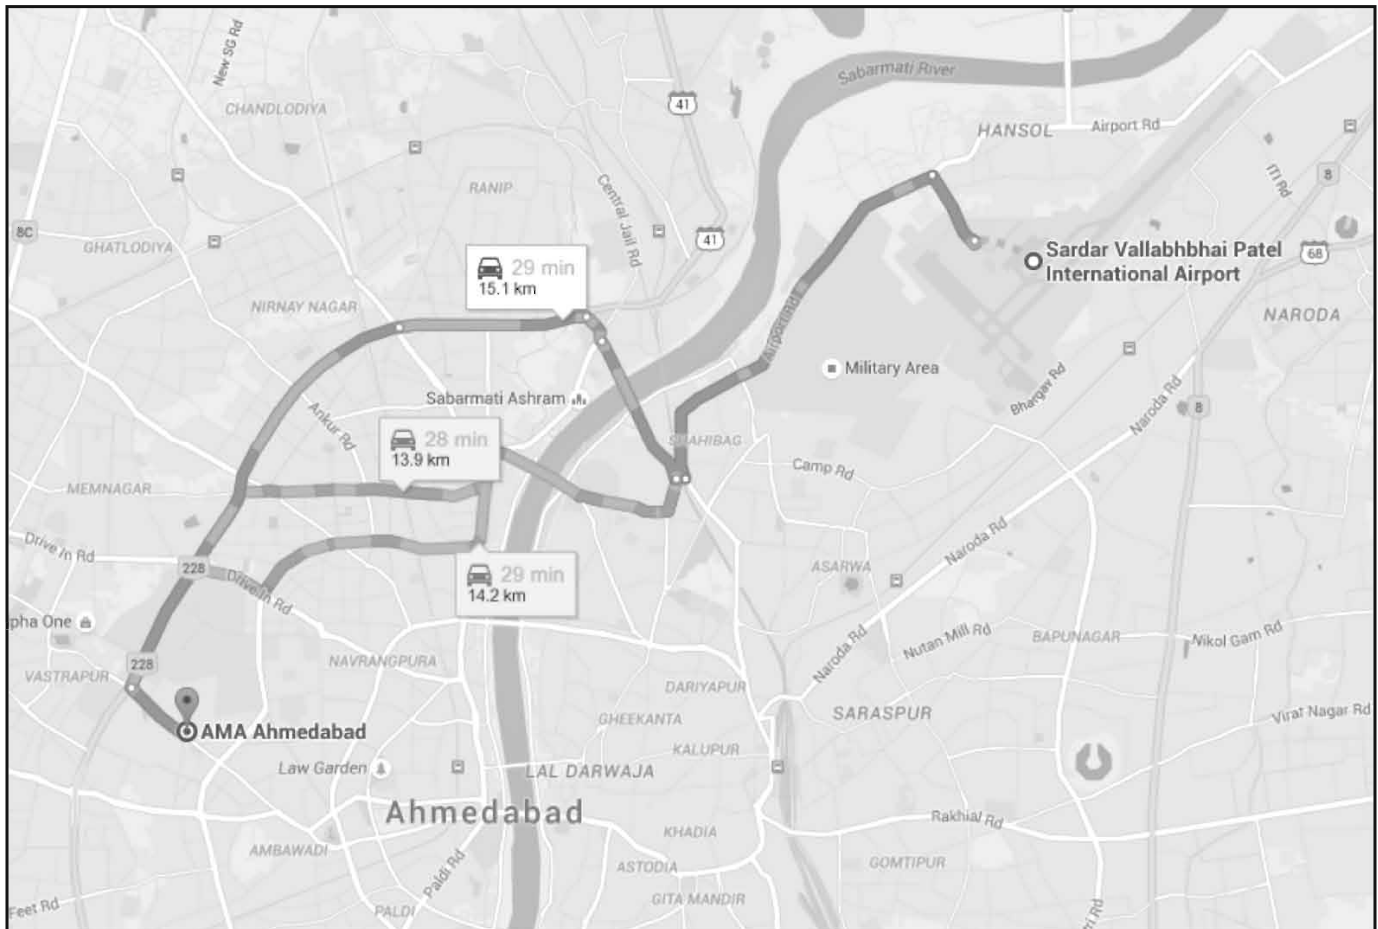 New SG Rd
CHANDLODIYA
41
Sabarmati River
HANSOL
Airport Rd
ITI Rd
8
RANIP
Central Jail Rd
8C
GHATLODIYA
41
68
Sardar Vallabhbhai Patel
International Airport
29 min
15.1 km
NIRNAY NAGAR
NARODA
Airport Rd
Military Area
Bhargav Rd
Naroda Rd
8
Sabarmati Ashram
Ankur Rd
28 min
13.9 km
SHAHIBAG
Camp Rd
MEMNAGAR
Drive In Rd
228
Drive In Rd
29 min
14.2 km
Naroda Rd
ASARWA
pha One
Naroda Rd
Nutan Mill Rd
BAPUNAGAR
Nikol Gam Rd
228
VASTRAPUR
NAVRANGPURA
DARIYAPUR
AMA Ahmedabad
GHEEKANTA
SARASPUR
Virat Nagar Rd
KALUPUR
Law Garden
LAL DARWAJA
Ahmedabad
KHADIA
Rakhial Rd
AMBAWADI
Paldi Rd
ASTODIA
GOMTIPUR
GITA MANDIR
Feet Rd
PALDI
ri Rd